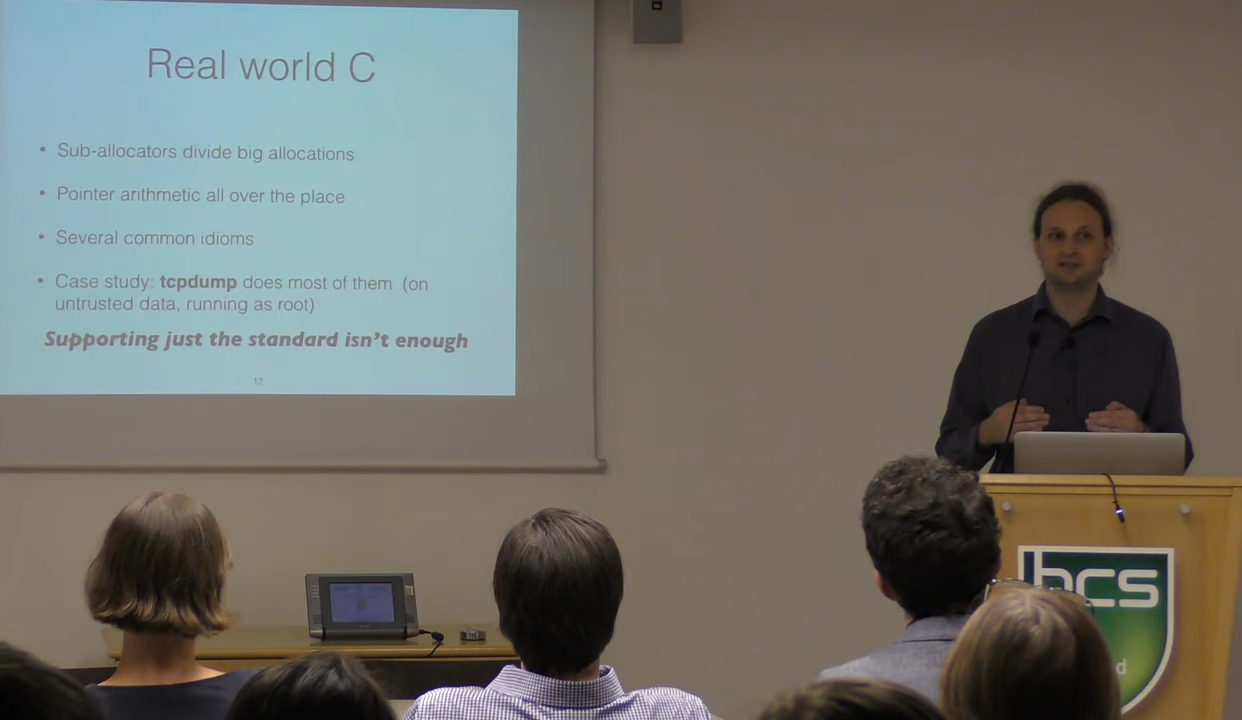 Real world C
• Sub-allocators divide big allocations
• Pointer arithmetic all over the place
• Several common idioms
• Case study: tcpdump does most of them (on
untrusted data, running as root)
Supporting just the standard isn't enough
12
bcs